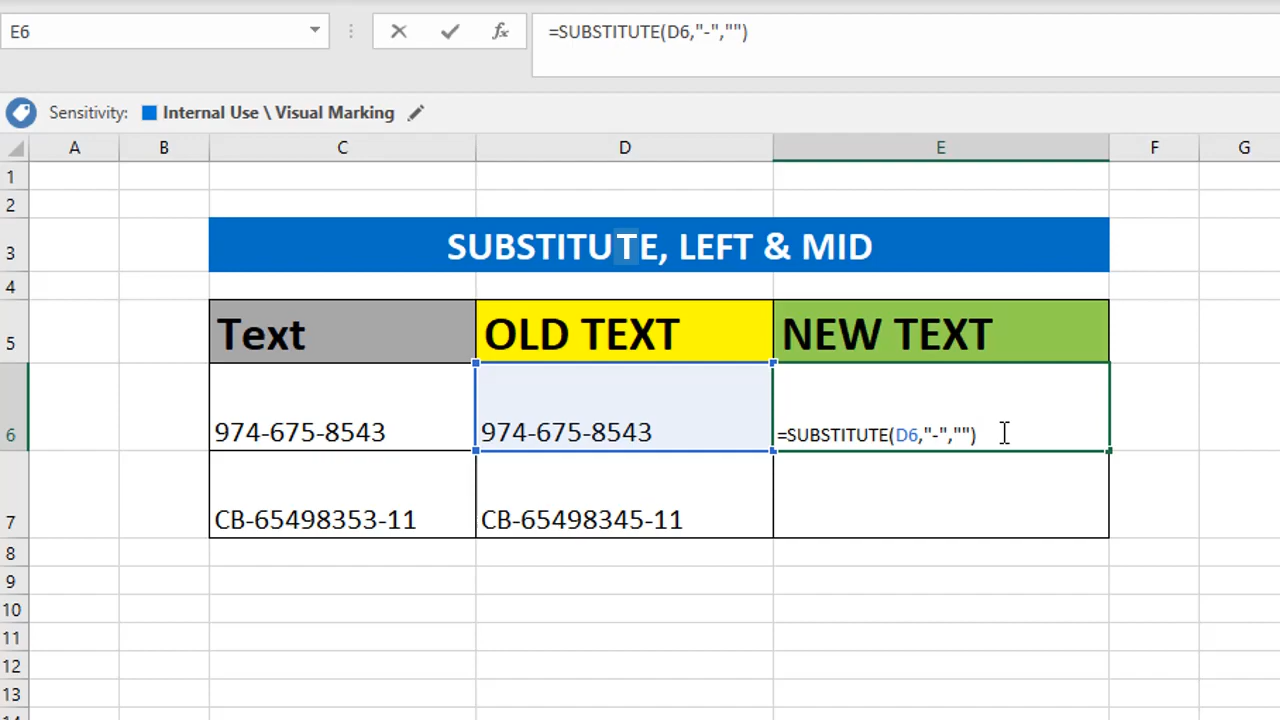 E6
fx
=SUBSTITUTE(D6,"-","")
Sensitivity: Internal Use \ Visual Marking
A B C D E F G
1
2
3 SUBSTITUTE, LEFT & MID
4
5 Text OLD TEXT NEW TEXT
6 974-675-8543 974-675-8543 =SUBSTITUTE(D6,"-","")
7 CB-65498353-11 CB-65498345-11
8
9
10
11
12
13
14